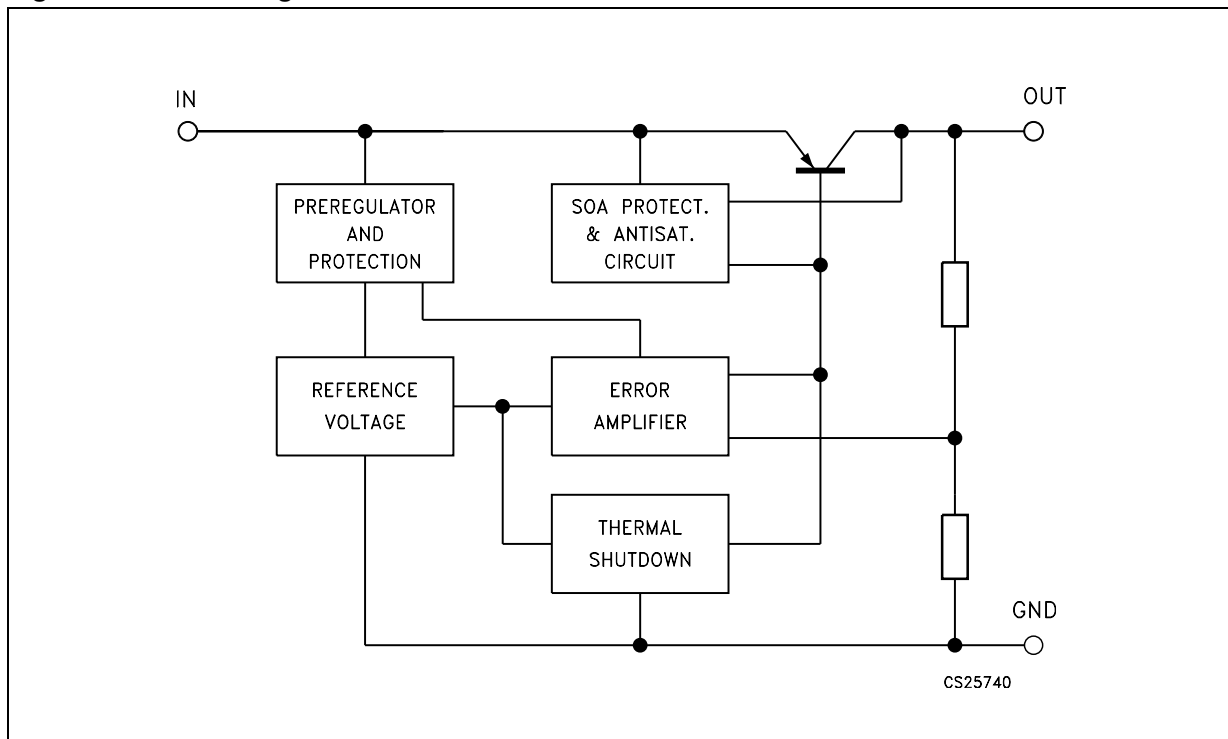 IN
OUT
PREREGULATOR
AND
PROTECTION
SOA PROTECT.
& ANTISAT.
CIRCUIT
REFERENCE
VOLTAGE
ERROR
AMPLIFIER
THERMAL
SHUTDOWN
GND
CS25740